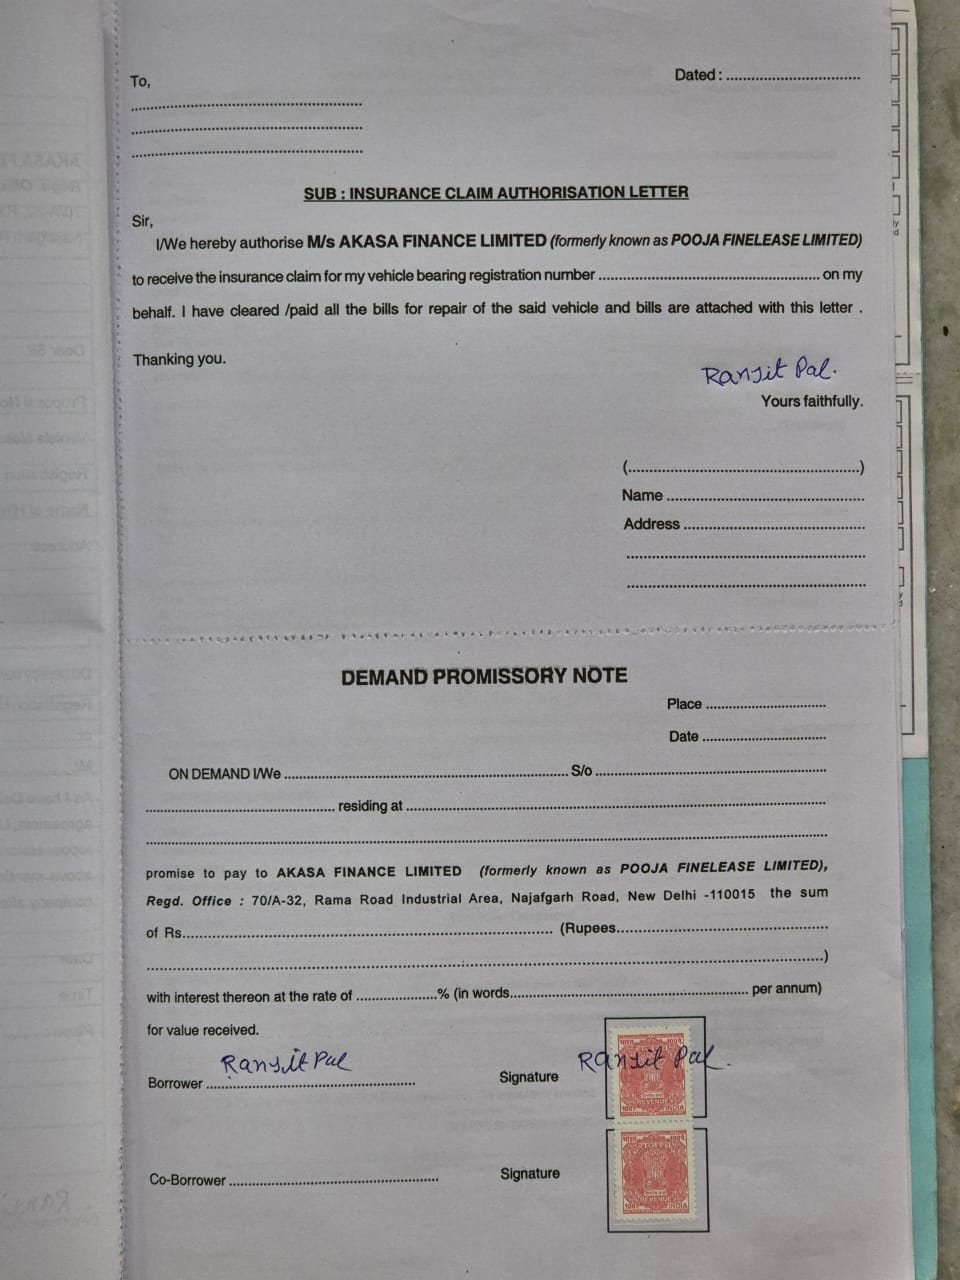 To,
Dated : ................................
.......................................................
.......................................................
.......................................................
SUB : INSURANCE CLAIM AUTHORISATION LETTER
Sir,
I/We hereby authorise M/s AKASA FINANCE LIMITED (formerly known as POOJA FINELEASE LIMITED)
to receive the insurance claim for my vehicle bearing registration number ..................................................... on my
behalf. I have cleared /paid all the bills for repair of the said vehicle and bills are attached with this letter .
Thanking you.
Ranjit Pal.
Yours faithfully.
(.......................................................)
Name ...............................................
Address ...........................................
.........................................................
.........................................................
DEMAND PROMISSORY NOTE
Place .............................
Date ..............................
ON DEMAND I/We .................................................................... S/o .......................................................
............................................. residing at ....................................................................................................
....................................................................................................................................................................
promise to pay to AKASA FINANCE LIMITED (formerly known as POOJA FINELEASE LIMITED),
Regd. Office : 70/A-32, Rama Road Industrial Area, Najafgarh Road, New Delhi -110015 the sum
of Rs......................................................................................... (Rupees...................................................
..................................................................................................................................................................)
with interest thereon at the rate of ...................% (in words......................................................... per annum)
for value received.
Borrower .................................................. Ranjit Pal
Signature Ranjit Pal.
Co-Borrower ..................................................
Signature
REVENUE
INDIA
REVENUE
INDIA